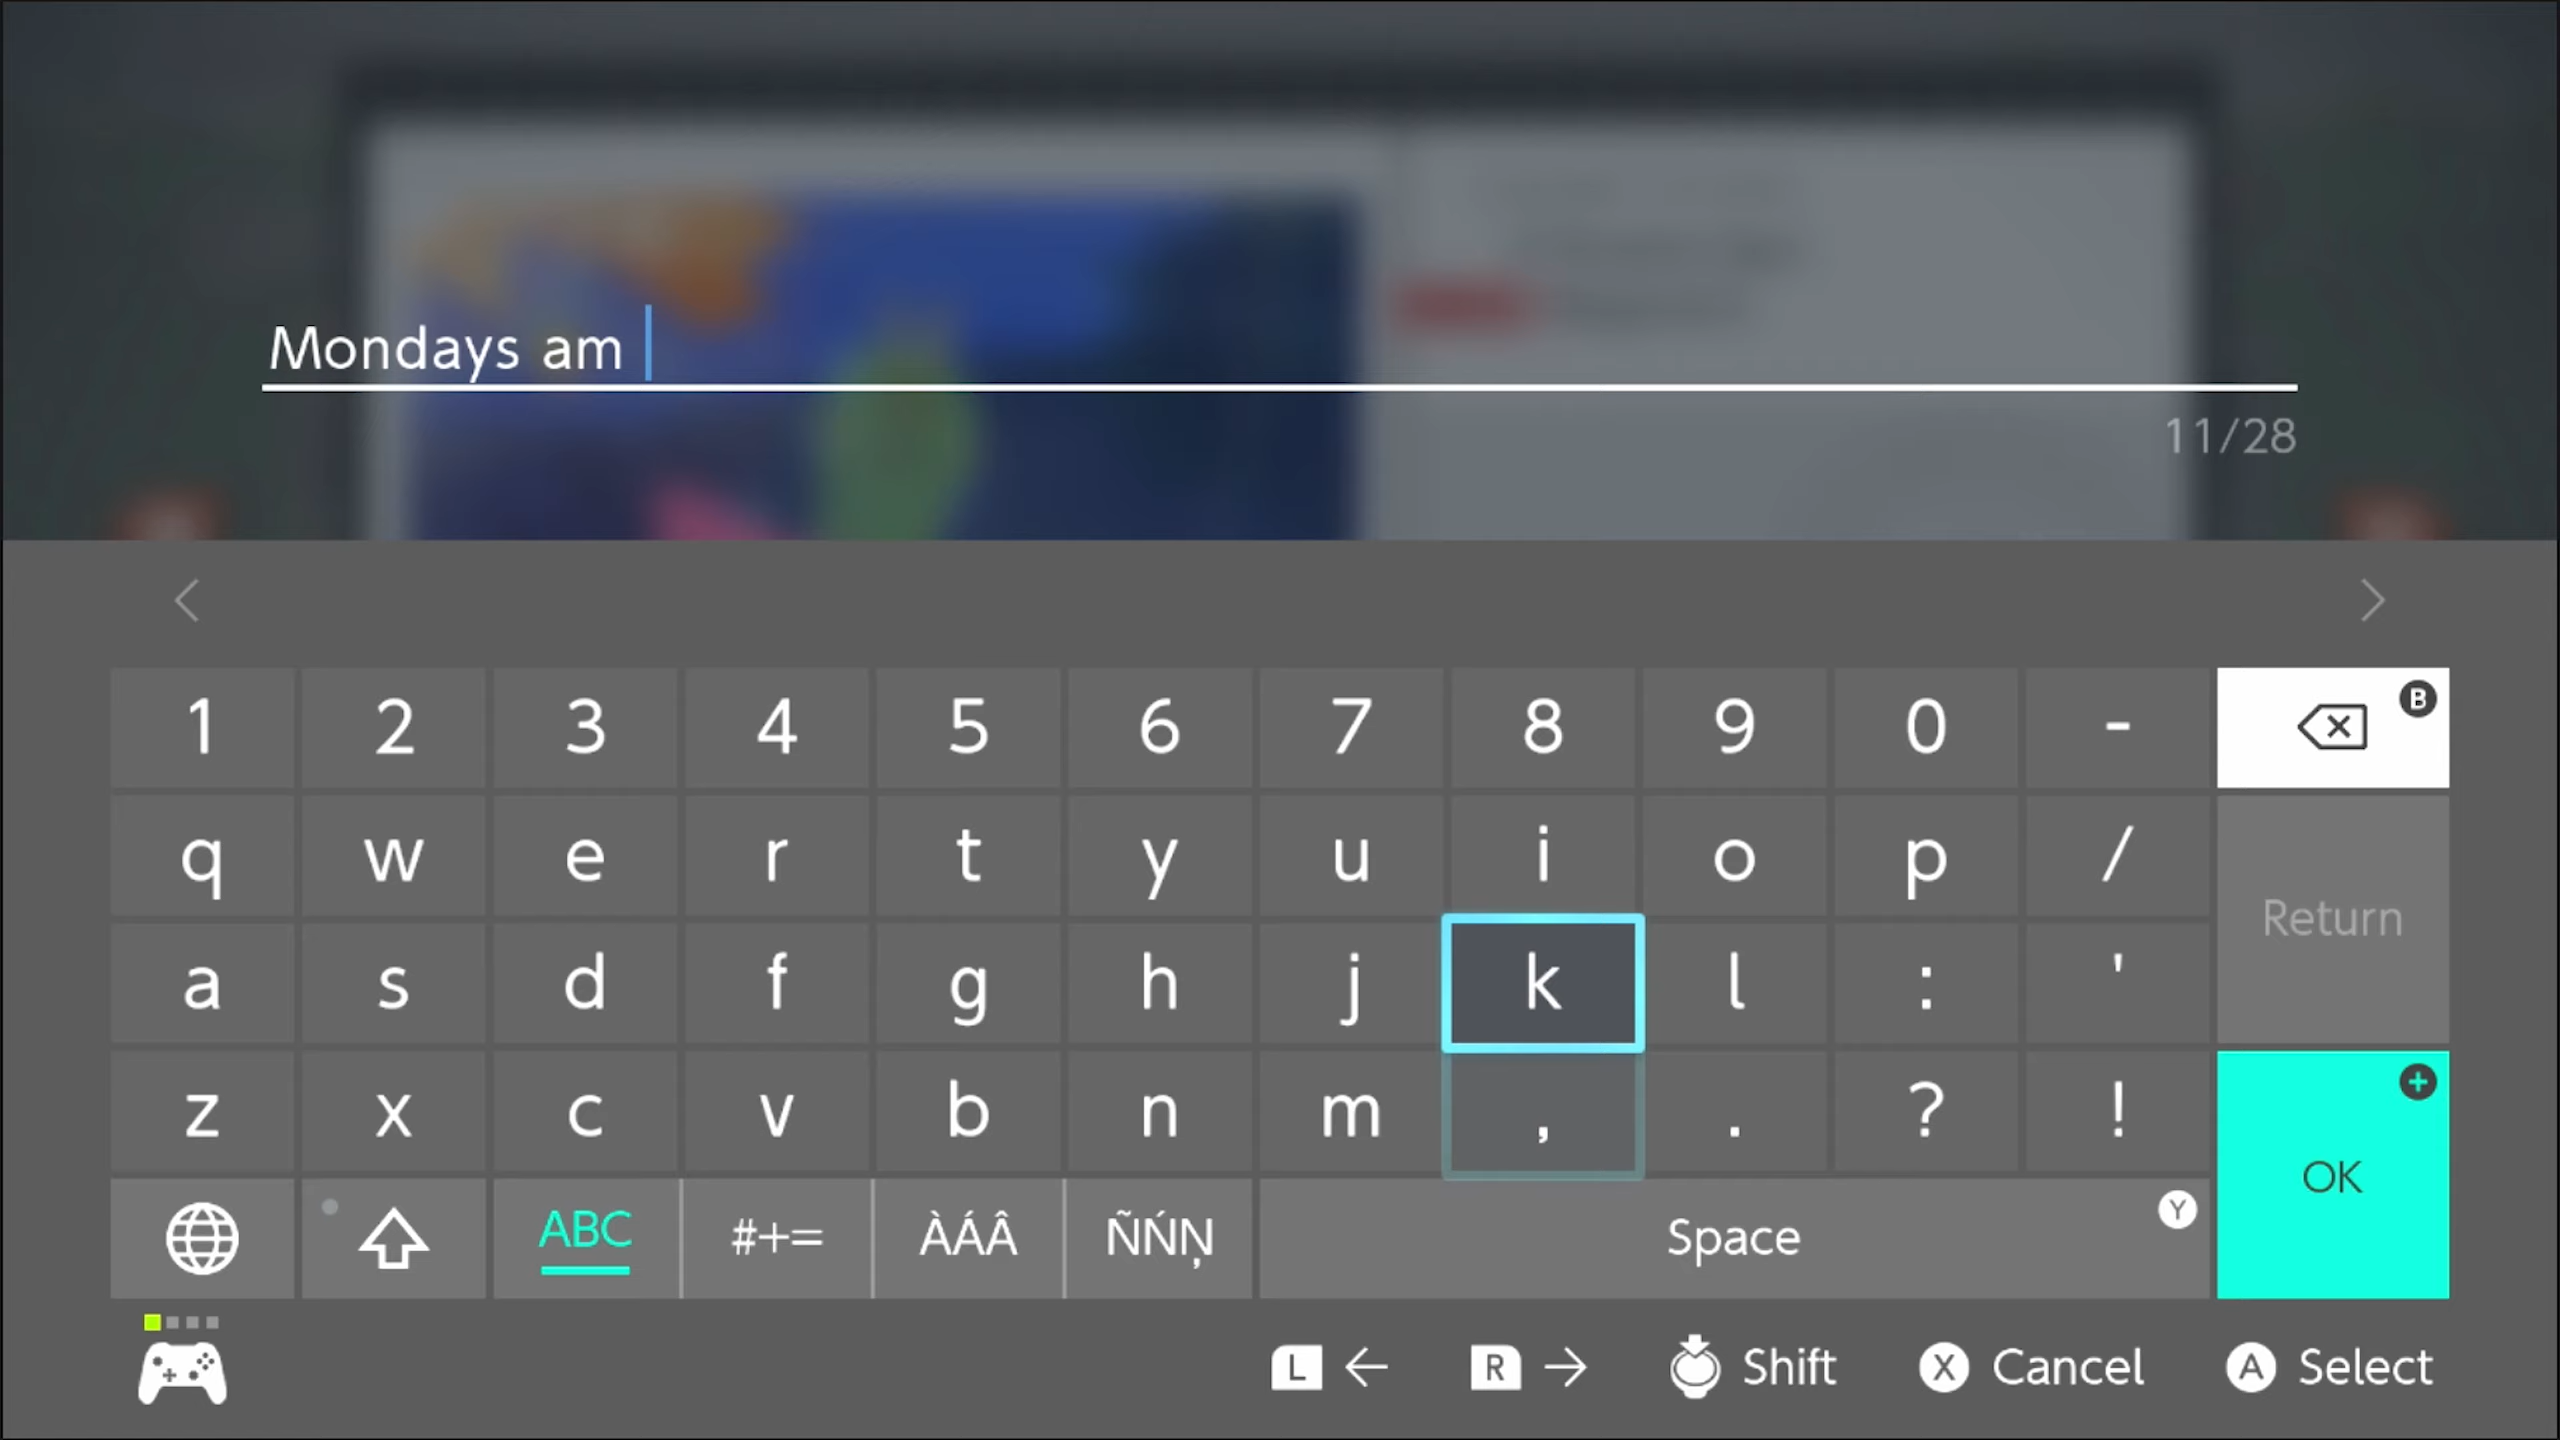 Mondays am
11/28
1 2 3 4 5 6 7 8 9 0 - B
q w e r t y u i o p /
Return
a s d f g h j k l : '
z x c v b n m , . ? ! +
OK
ABC #+= ÀÁÂ ÑŃŅ Space Y
L ← R → Shift X Cancel A Select